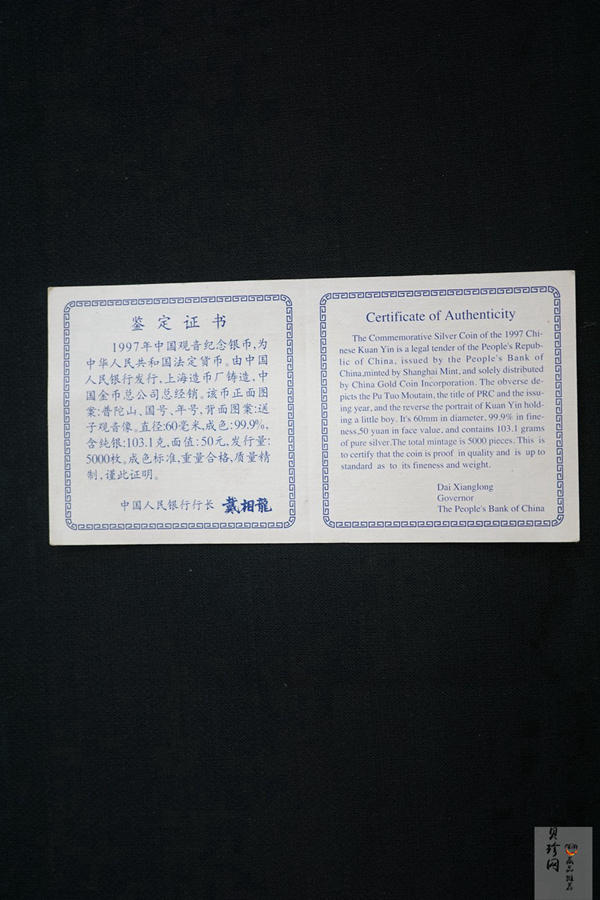 鉴定证书
1997年中国观音纪念银币,为
中华人民共和国法定货币。由中国
人民银行发行,上海造币厂铸造,中
国金币总公司总经销。该币正面图
案:普陀山、国号、年号,背面图案:送
子观音像。直径:60毫米,成色:99.9%,
含纯银:103.1克,面值:50元,发行量:
5000枚。成色标准,重量合格,质量精
制,谨此证明。
中国人民银行行长 戴相龍
Certificate of Authenticity
The Commemorative Silver Coin of the 1997 Chi-
nese Kuan Yin is a legal tender of the People's Repub-
lic of China, issued by the People's Bank of
China,minted by Shanghai Mint, and solely distributed
by China Gold Coin Incorporation. The obverse de-
picts the Pu Tuo Moutain, the title of PRC and the issu-
ing year, and the reverse the portrait of Kuan Yin hold-
ing a little boy. It's 60mm in diameter, 99.9% in fine-
ness,50 yuan in face value, and contains 103.1 grams
of pure silver.The total mintage is 5000 pieces. This is
to certify that the coin is proof in quality and is up to
standard as to its fineness and weight.
Dai Xianglong
Governor
The People's Bank of China
贝珍网